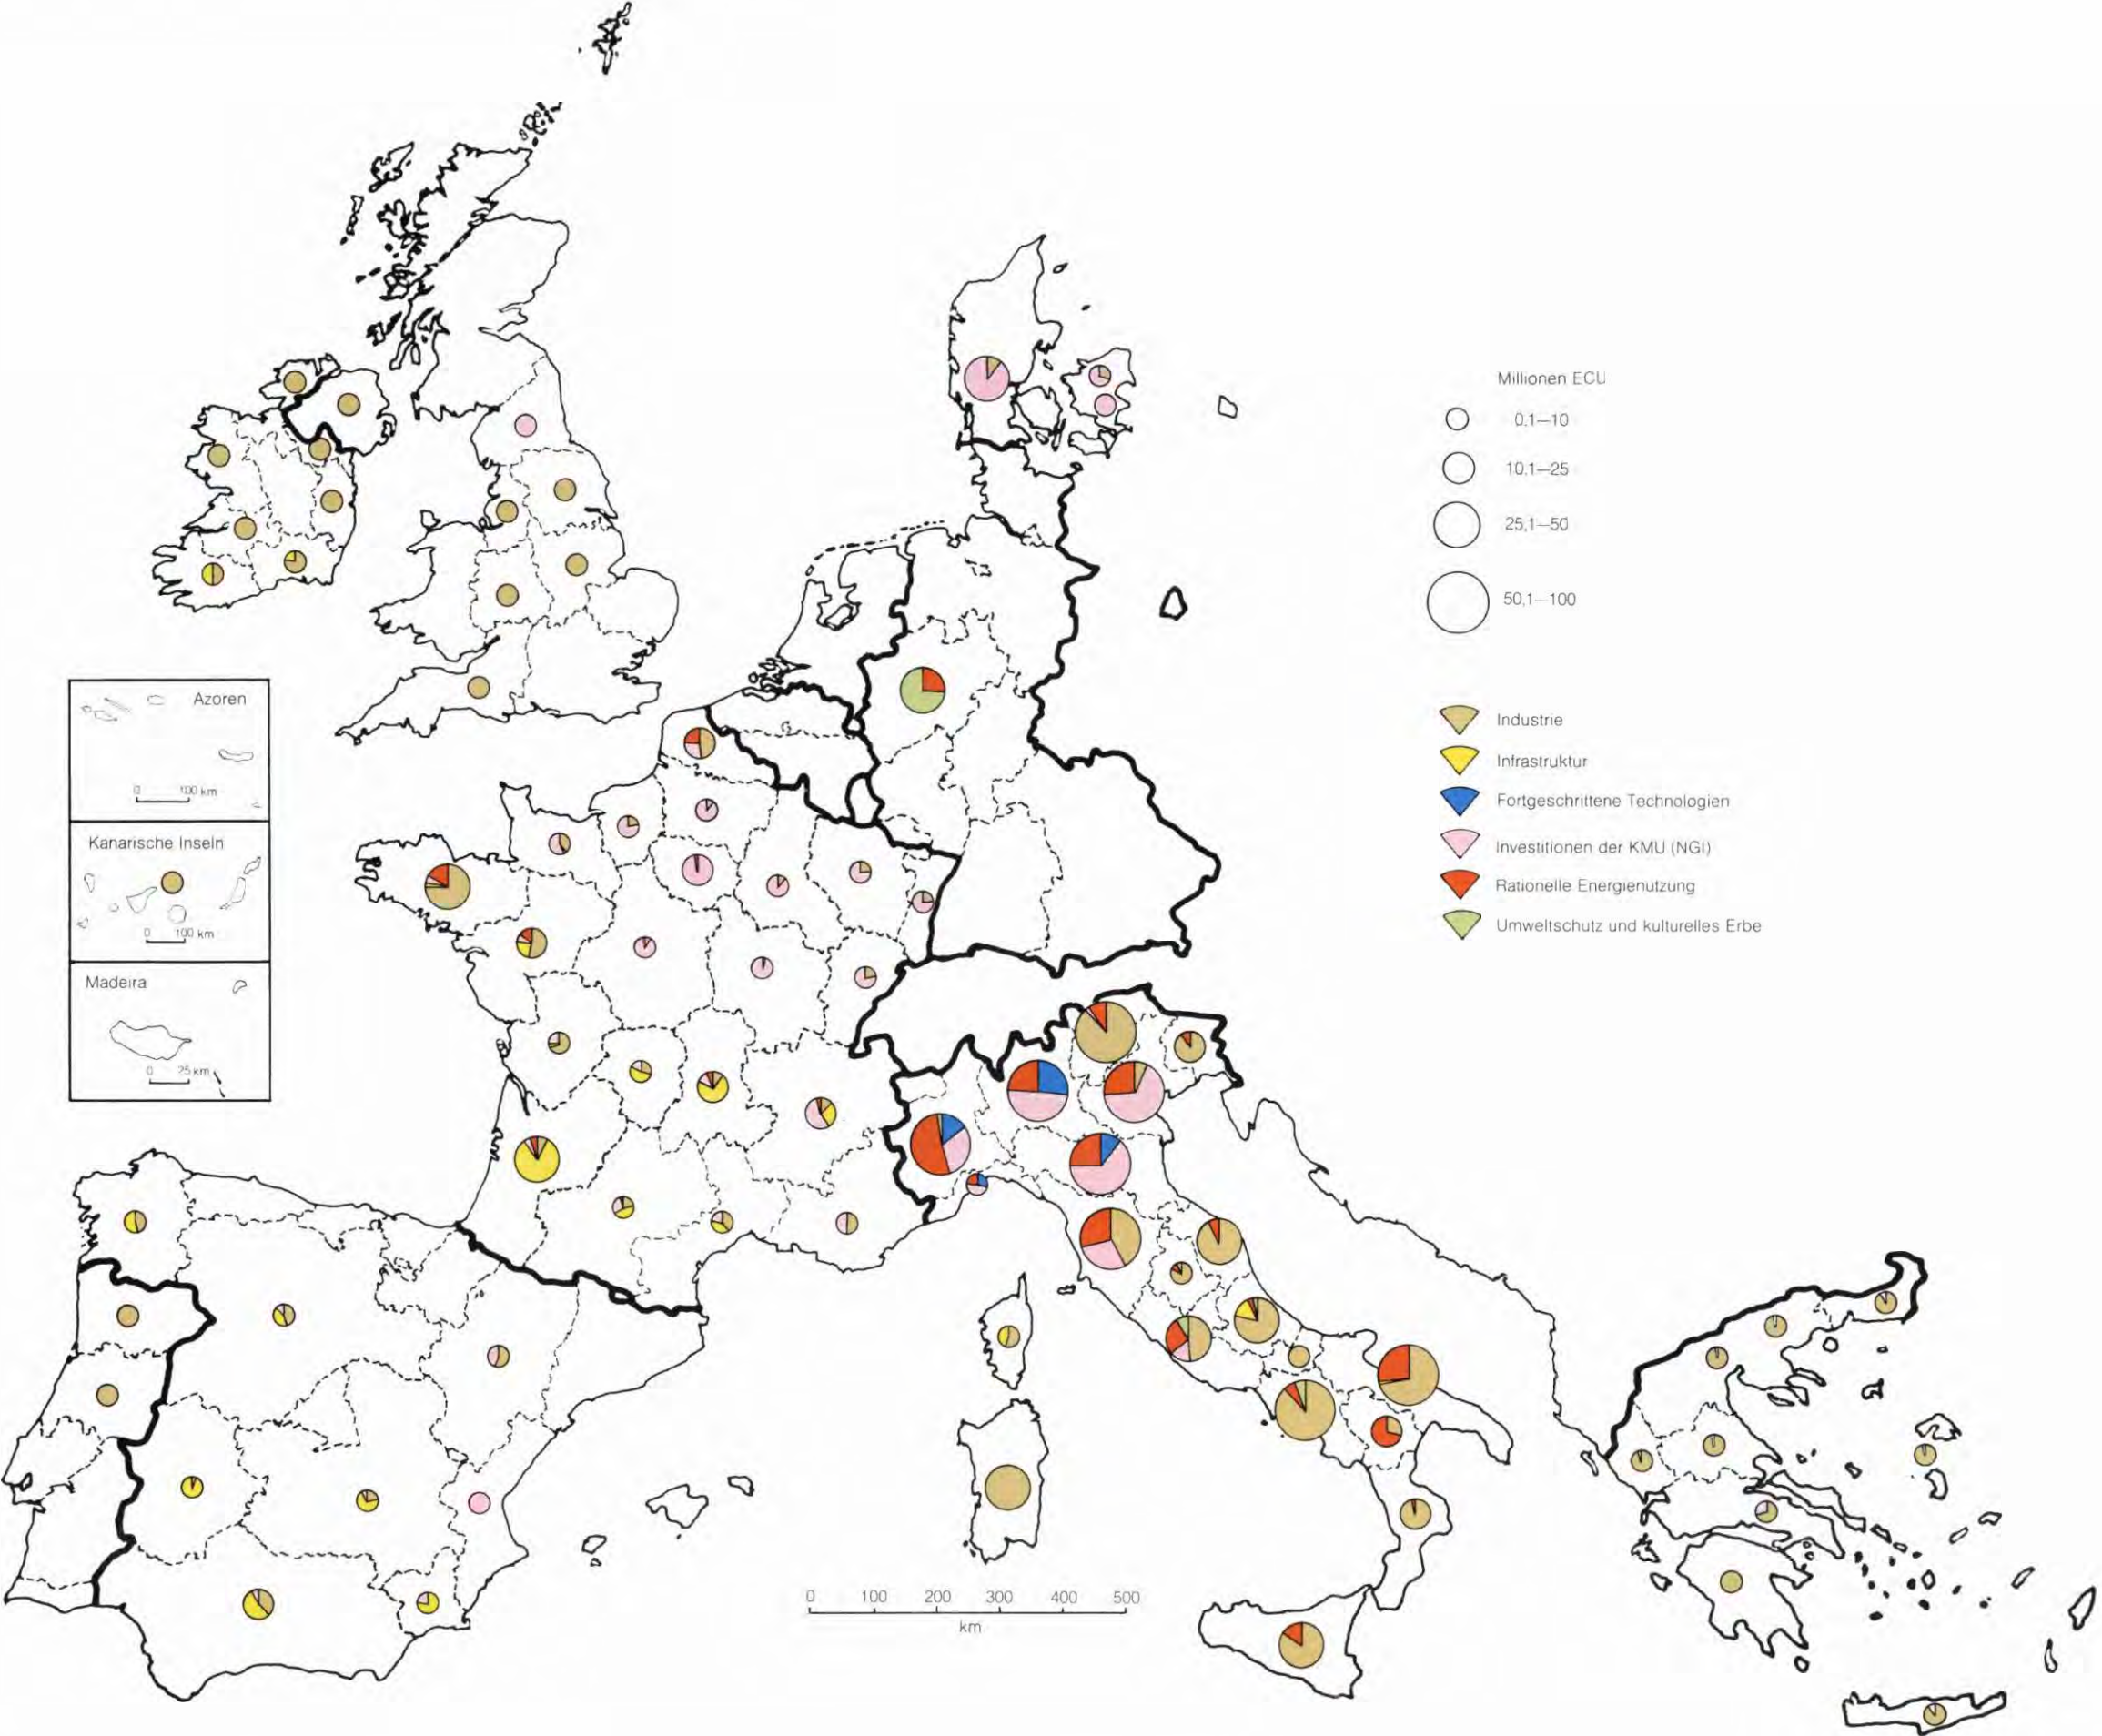 Millionen ECU
0,1—10
10,1—25
25,1—50
50,1—100
Industrie
Infrastruktur
Fortgeschrittene Technologien
Investitionen der KMU (NGI)
Rationelle Energienutzung
Umweltschutz und kulturelles Erbe
Azoren
0 100 km
Kanarische Inseln
0 100 km
Madeira
0 25 km
0 100 200 300 400 500
km